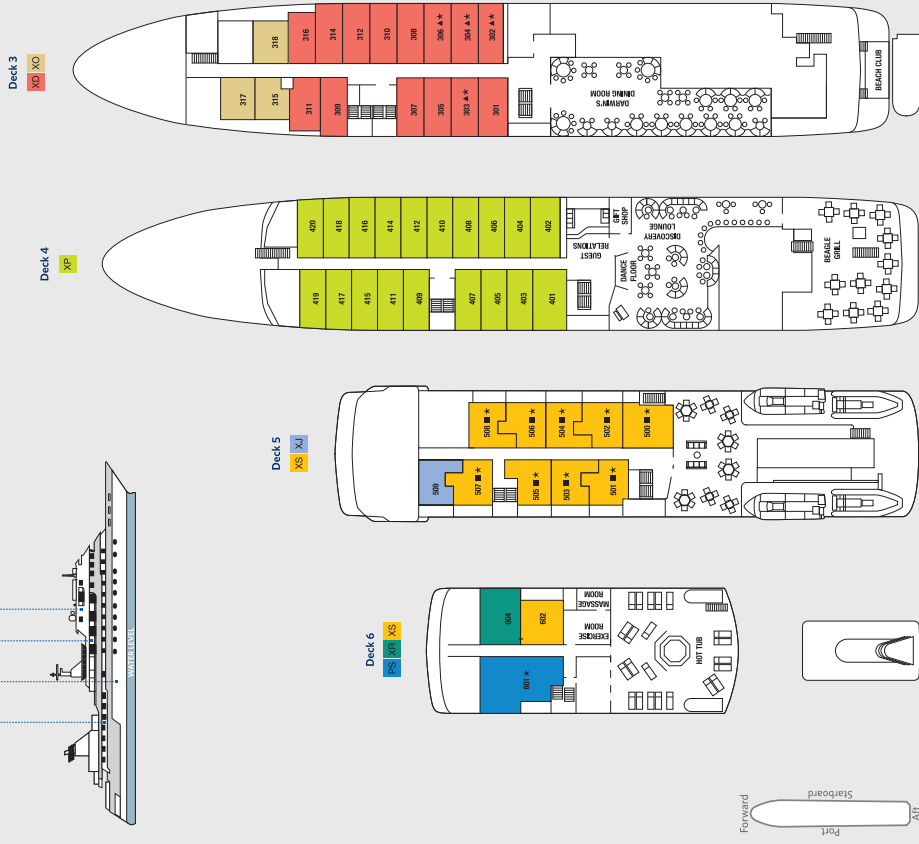 Deck 3
XD XO
317
315
311
309
307
305
303▲★
301
318
316
314
312
310
308
306▲★
304▲★
302▲★
DARWIN'S
DINING ROOM
BEACH CLUB
Deck 4
XP
419
417
415
411
409
407
405
403
401
420
418
416
414
412
410
408
406
404
402
GUEST
RELATIONS
GIFT
SHOP
DANCE
FLOOR
DISCOVERY
LOUNGE
BEAGLE
GRILL
Deck 5
XS XJ
509
507■★
505■★
503■★
501■★
508■★
506■★
504■★
502■★
500■★
Deck 6
PS XR XS
601★
604
602
EXERCISE
ROOM
MASSAGE
ROOM
HOT TUB
WATER LEVEL
Forward
Port
Starboard
Aft